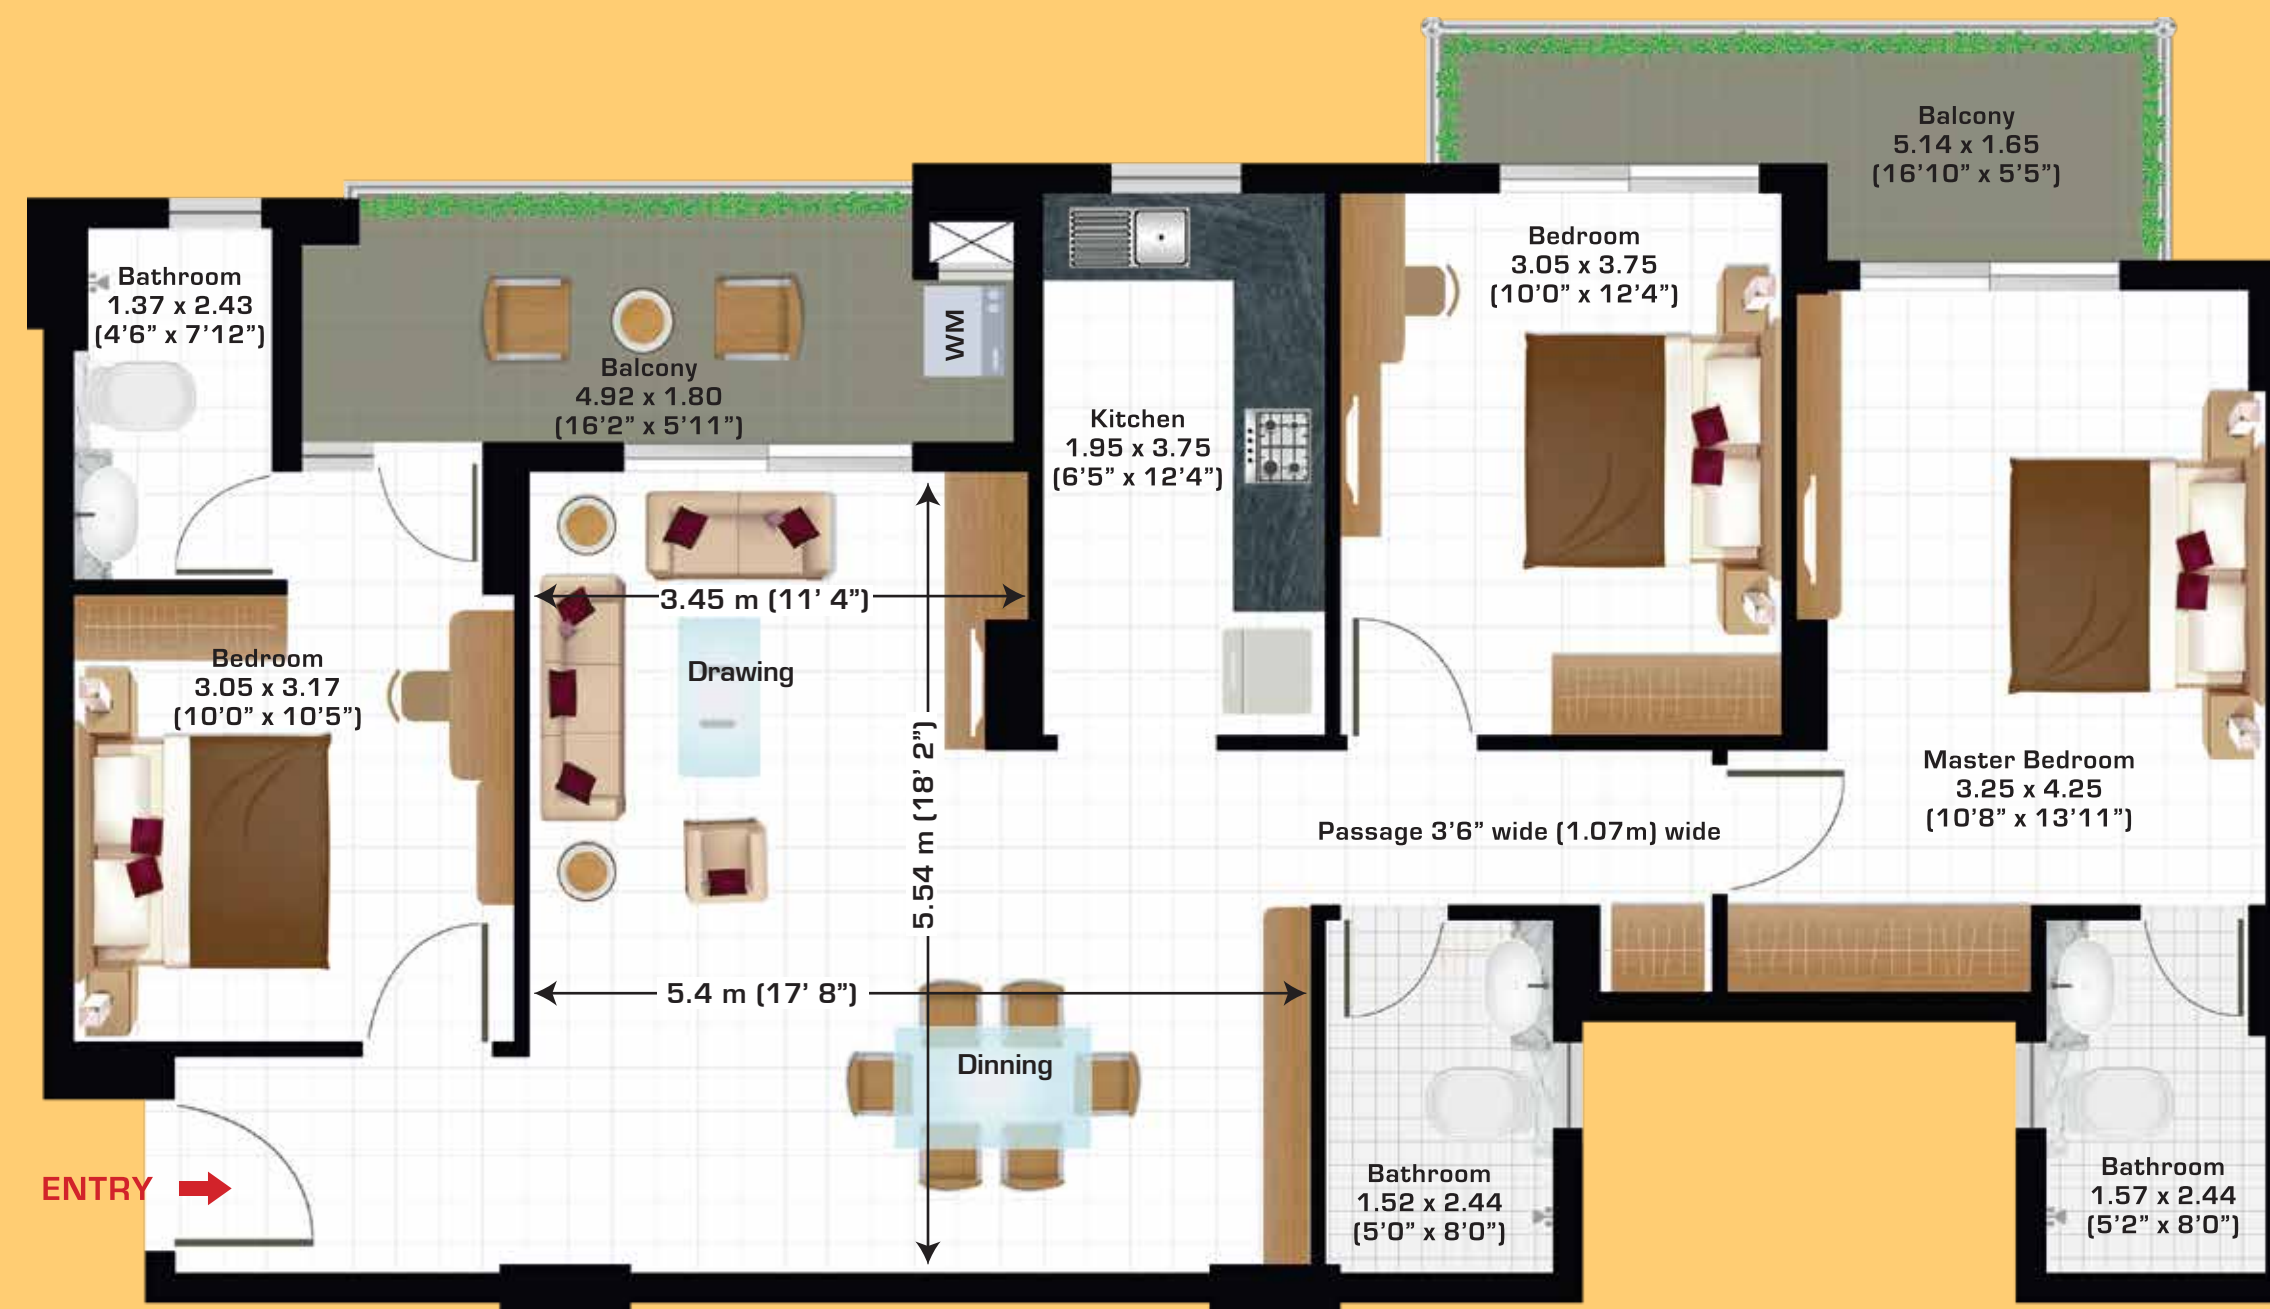 Balcony
5.14 x 1.65
(16’10” x 5’5”)
Bathroom
1.37 x 2.43
(4’6” x 7’12”)
Balcony
4.92 x 1.80
(16’2” x 5’11”)
WM
Kitchen
1.95 x 3.75
(6’5” x 12’4”)
Bedroom
3.05 x 3.75
(10’0” x 12’4”)
3.45 m (11’ 4”)
Drawing
Bedroom
3.05 x 3.17
(10’0” x 10’5”)
5.54 m (18’ 2”)
Master Bedroom
3.25 x 4.25
(10’8” x 13’11”)
Passage 3’6” wide (1.07m) wide
5.4 m (17’ 8”)
Dinning
ENTRY
Bathroom
1.52 x 2.44
(5’0” x 8’0”)
Bathroom
1.57 x 2.44
(5’2” x 8’0”)